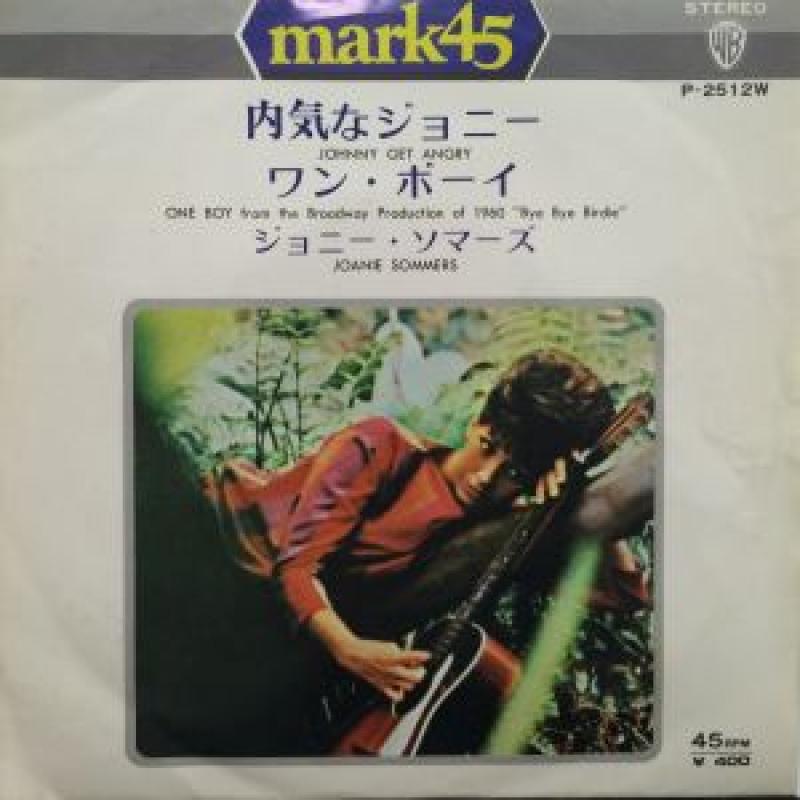 STEREO
mark45
WB
P-2512W
内気なジョニー
JOHNNY GET ANGRY
ワン・ボーイ
ONE BOY from the Broadway Production of 1960 "Bye Bye Birdie"
ジョニー・ソマーズ
JOANIE SOMMERS
45RPM
¥ 400